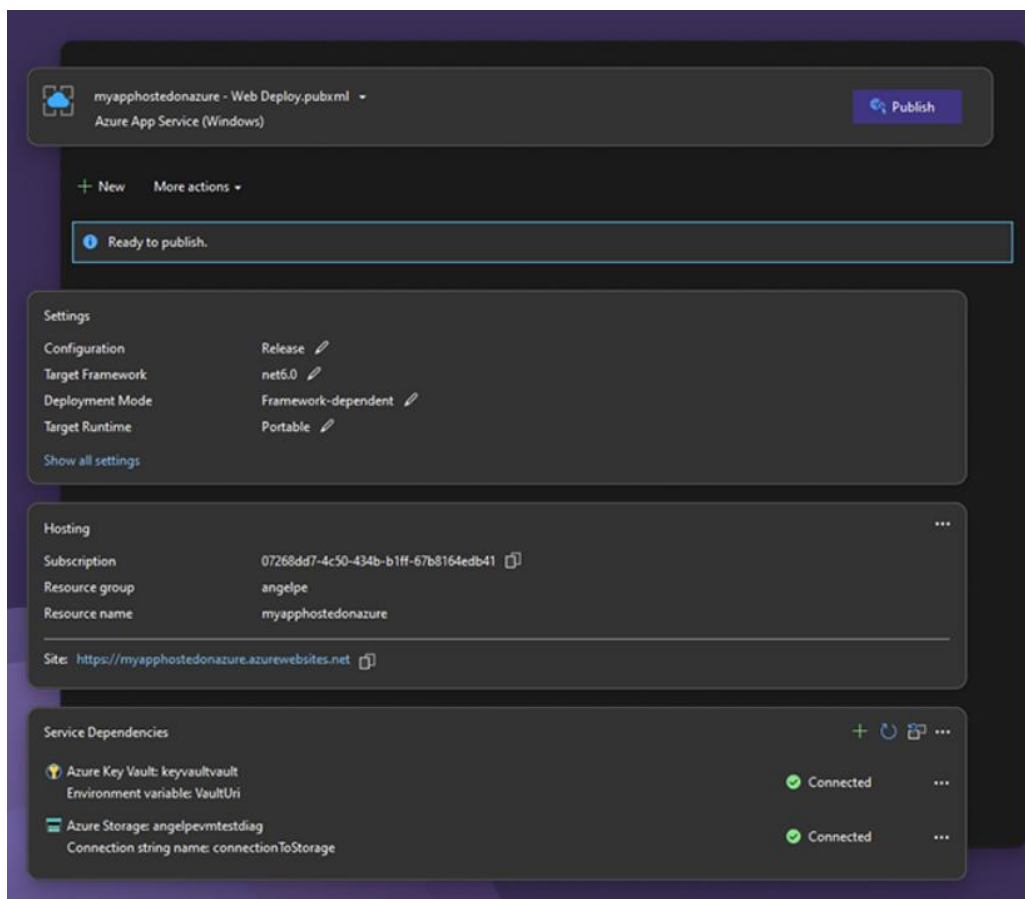 myapphostedonazure - Web Deploy.pubxml
Azure App Service (Windows)
Publish
New More actions
Ready to publish.
Settings
Configuration Release
Target Framework net6.0
Deployment Mode Framework-dependent
Target Runtime Portable
Show all settings
Hosting
Subscription 07268dd7-4c50-434b-b1ff-67b8164edb41
Resource group angelpe
Resource name myapphostedonazure
Site: https://myapphostedonazure.azurewebsites.net
Service Dependencies
Azure Key Vault: keyvaultvault
Environment variable: VaultUri
Connected
Azure Storage: angelpevmtestdiag
Connection string name: connectionToStorage
Connected